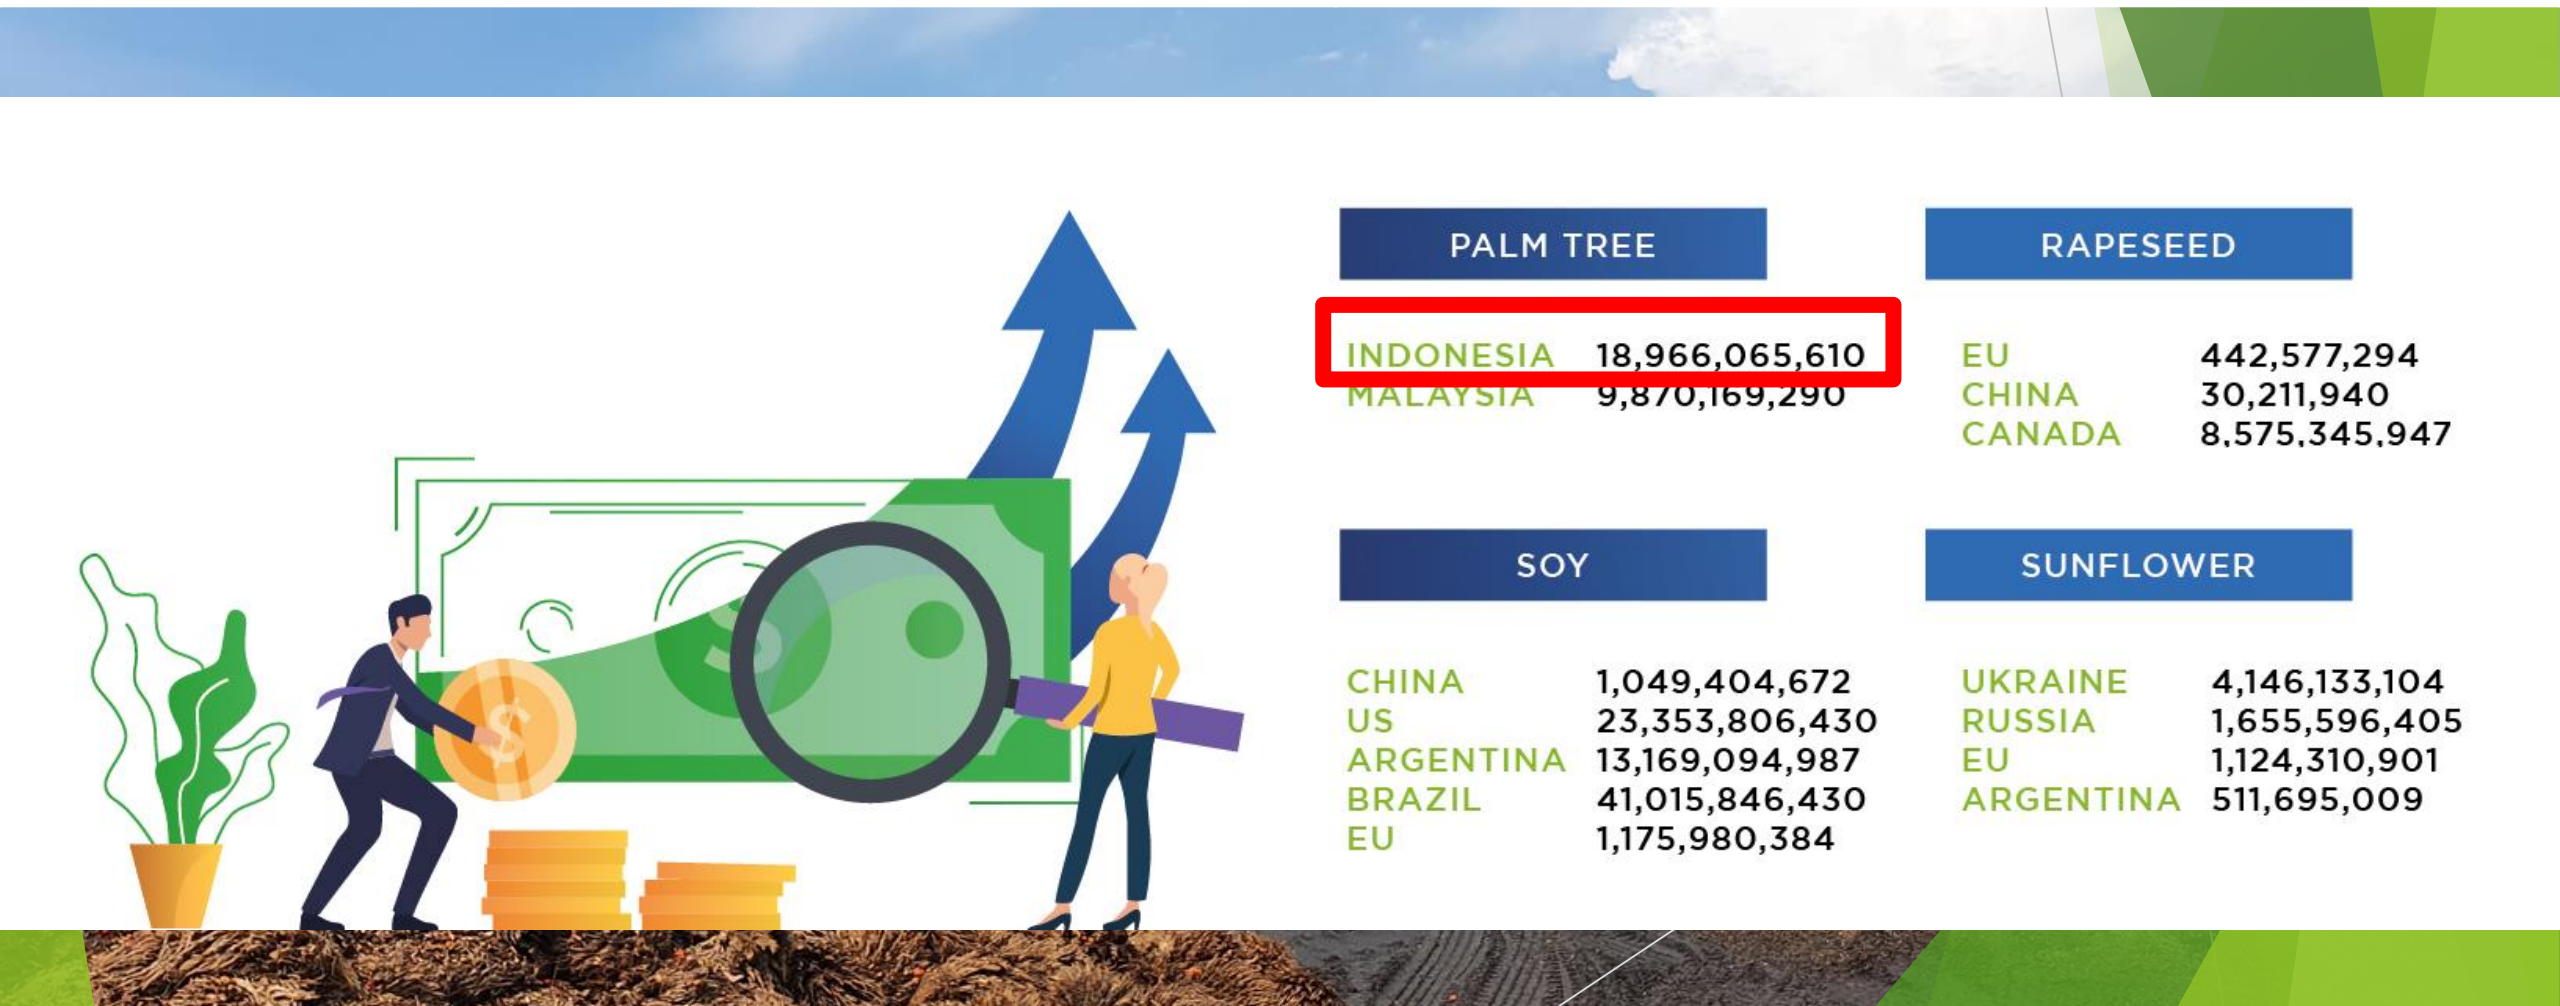 PALM TREE
INDONESIA 18,966,065,610
MALAYSIA 9,870,169,290
RAPESEED
EU 442,577,294
CHINA 30,211,940
CANADA 8,575,345,947
SOY
CHINA 1,049,404,672
US 23,353,806,430
ARGENTINA 13,169,094,987
BRAZIL 41,015,846,430
EU 1,175,980,384
SUNFLOWER
UKRAINE 4,146,133,104
RUSSIA 1,655,596,405
EU 1,124,310,901
ARGENTINA 511,695,009